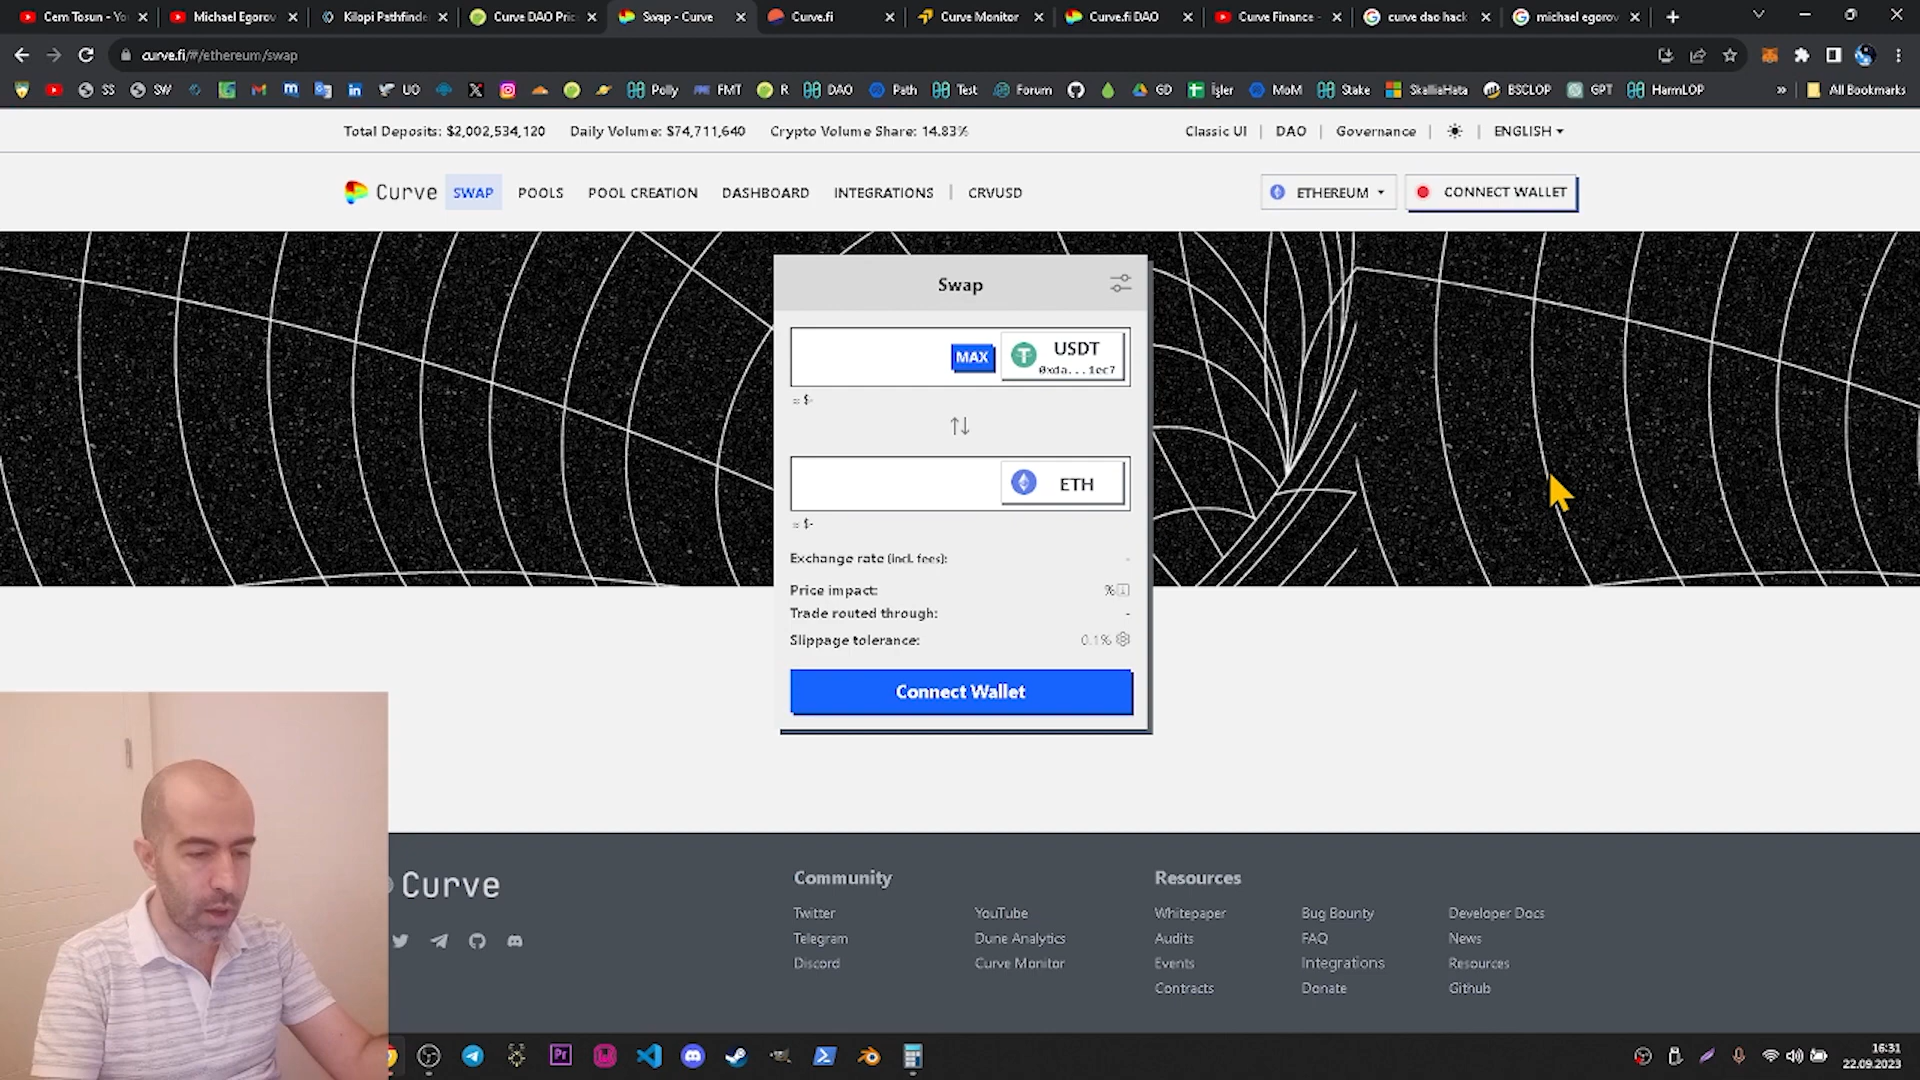 Cem Tosun - Yo
Michael Egorov
Kilopi Pathfinde
Curve DAO Pric
Swap - Curve
Curve.fi
Curve Monitor
Curve.fi DAO
Curve Finance -
curve dao hack
michael egorov
curve.fi/#/ethereum/swap
SS
SW
UO
Polly
FMT
R
DAO
Path
Test
Forum
GD
İşler
MoM
Stake
SkalliaHata
BSCLOP
GPT
HarmLOP
»
All Bookmarks
Total Deposits: $2,002,534,120
Daily Volume: $74,711,640
Crypto Volume Share: 14.83%
Classic UI | DAO | Governance | | ENGLISH
Curve
SWAP
POOLS
POOL CREATION
DASHBOARD
INTEGRATIONS
|
CRVUSD
ETHEREUM
CONNECT WALLET
Swap
MAX
USDT
0xda...1ec7
≈ $-
ETH
≈ $-
Exchange rate (incl. fees): -
Price impact: %
Trade routed through: -
Slippage tolerance: 0.1%
Connect Wallet
Curve
Community
Twitter
YouTube
Telegram
Dune Analytics
Discord
Curve Monitor
Resources
Whitepaper
Bug Bounty
Developer Docs
Audits
FAQ
News
Events
Integrations
Resources
Contracts
Donate
Github
Pr
16:31
22.09.2023